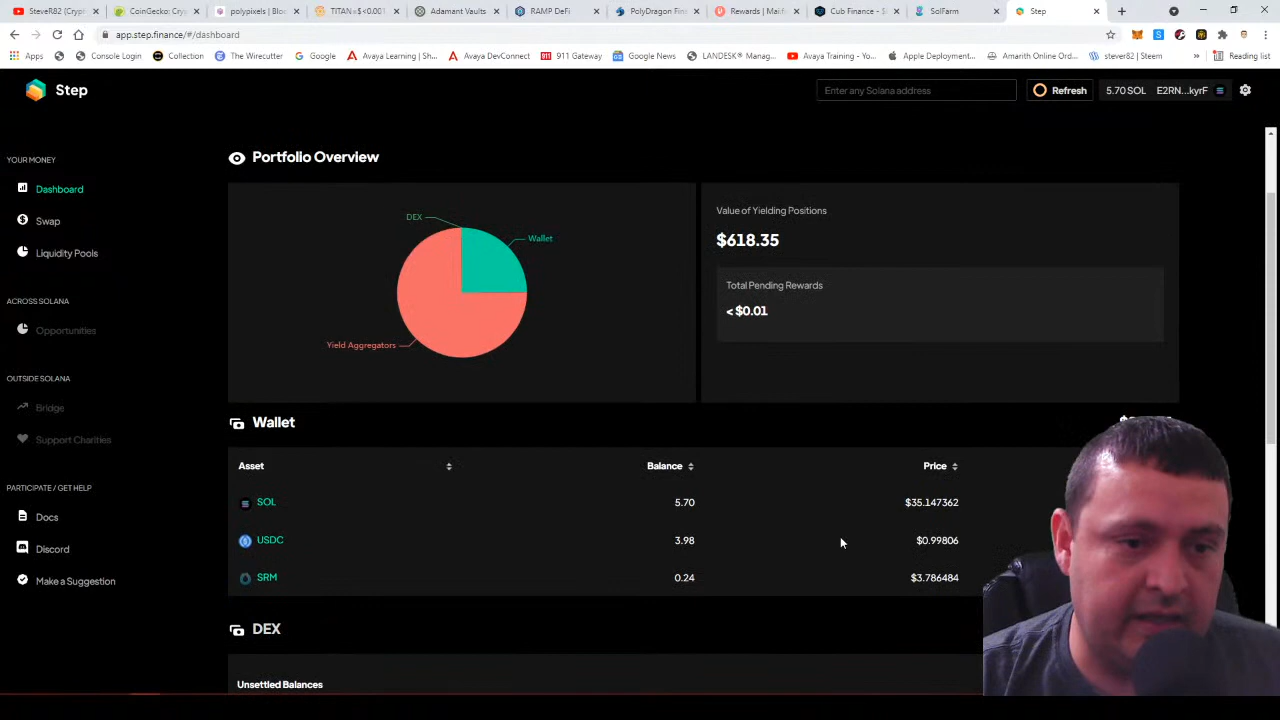 SteveR82 (Crypt
CoinGecko: Cryp
polypixels | Bloc
TITAN≈$<0.001
Adamant Vaults
RAMP DeFi
PolyDragon Fina
Rewards | Maifi
Cub Finance - S
SolFarm
Step
app.step.finance/#/dashboard
Apps
Console Login
Collection
The Wirecutter
Google
Avaya Learning | Sh...
Avaya DevConnect
911 Gateway
Google News
LANDESK® Manag...
Avaya Training - Yo...
Apple Deployment...
Amarith Online Ord...
stever82 | Steem
»
Reading list
Step
Enter any Solana address
Refresh
5.70 SOL E2RN...kyrF
YOUR MONEY
Dashboard
Swap
Liquidity Pools
ACROSS SOLANA
Opportunities
OUTSIDE SOLANA
Bridge
Support Charities
PARTICIPATE / GET HELP
Docs
Discord
Make a Suggestion
Portfolio Overview
DEX
Wallet
Yield Aggregators
Value of Yielding Positions
$618.35
Total Pending Rewards
< $0.01
Wallet
Asset Balance Price
SOL 5.70 $35.147362
USDC 3.98 $0.99806
SRM 0.24 $3.786484
DEX
Unsettled Balances